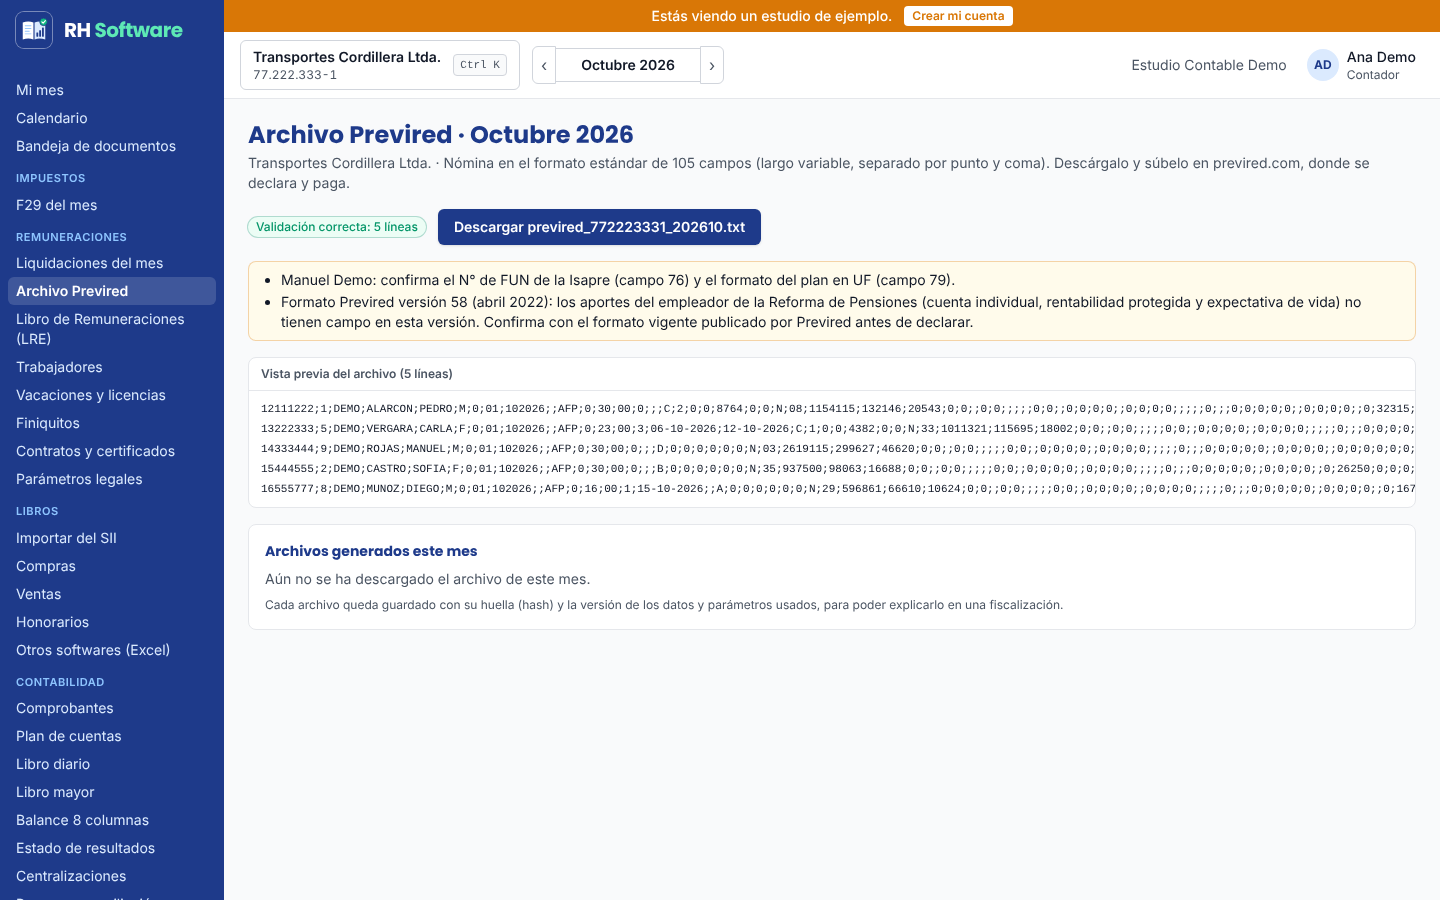 Estás viendo un estudio de ejemplo. Crear mi cuenta
RH Software
Transportes Cordillera Ltda.
77.222.333-1
Ctrl K
‹ Octubre 2026 ›
Estudio Contable Demo
AD
Ana Demo
Contador
Mi mes
Calendario
Bandeja de documentos
IMPUESTOS
F29 del mes
REMUNERACIONES
Liquidaciones del mes
Archivo Previred
Libro de Remuneraciones
(LRE)
Trabajadores
Vacaciones y licencias
Finiquitos
Contratos y certificados
Parámetros legales
LIBROS
Importar del SII
Compras
Ventas
Honorarios
Otros softwares (Excel)
CONTABILIDAD
Comprobantes
Plan de cuentas
Libro diario
Libro mayor
Balance 8 columnas
Estado de resultados
Centralizaciones
Archivo Previred · Octubre 2026
Transportes Cordillera Ltda. · Nómina en el formato estándar de 105 campos (largo variable, separado por punto y coma). Descárgalo y súbelo en previred.com, donde se
declara y paga.
Validación correcta: 5 líneas
Descargar previred_772223331_202610.txt
• Manuel Demo: confirma el N° de FUN de la Isapre (campo 76) y el formato del plan en UF (campo 79).
• Formato Previred versión 58 (abril 2022): los aportes del empleador de la Reforma de Pensiones (cuenta individual, rentabilidad protegida y expectativa de vida) no
tienen campo en esta versión. Confirma con el formato vigente publicado por Previred antes de declarar.
Vista previa del archivo (5 líneas)
12111222;1;DEMO;ALARCON;PEDRO;M;0;01;102026;;AFP;0;30;00;0;;;C;2;0;0;8764;0;0;N;08;1154115;132146;20543;0;0;;0;0;;;;;0;0;;0;0;0;0;;0;0;0;0;;;;;0;;;0;0;0;0;0;;0;0;0;0;;0;32315;
13222333;5;DEMO;VERGARA;CARLA;F;0;01;102026;;AFP;0;23;00;3;06-10-2026;12-10-2026;C;1;0;0;4382;0;0;N;33;1011321;115695;18002;0;0;;0;0;;;;;0;0;;0;0;0;0;;0;0;0;0;;;;;0;;;0;0;0;0;
14333444;9;DEMO;ROJAS;MANUEL;M;0;01;102026;;AFP;0;30;00;0;;;D;0;0;0;0;0;0;N;03;2619115;299627;46620;0;0;;0;0;;;;;0;0;;0;0;0;0;;0;0;0;0;;;;;0;;;0;0;0;0;0;;0;0;0;0;;0;0;0;0;0;0;
15444555;2;DEMO;CASTRO;SOFIA;F;0;01;102026;;AFP;0;30;00;0;;;B;0;0;0;0;0;0;N;35;937500;98063;16688;0;0;;0;0;;;;;0;0;;0;0;0;0;;0;0;0;0;;;;;0;;;0;0;0;0;0;;0;0;0;0;;0;26250;0;0;0;
16555777;8;DEMO;MUNOZ;DIEGO;M;0;01;102026;;AFP;0;16;00;1;15-10-2026;;A;0;0;0;0;0;0;N;29;596861;66610;10624;0;0;;0;0;;;;;0;0;;0;0;0;0;;0;0;0;0;;;;;0;;;0;0;0;0;0;;0;0;0;0;;0;167
Archivos generados este mes
Aún no se ha descargado el archivo de este mes.
Cada archivo queda guardado con su huella (hash) y la versión de los datos y parámetros usados, para poder explicarlo en una fiscalización.